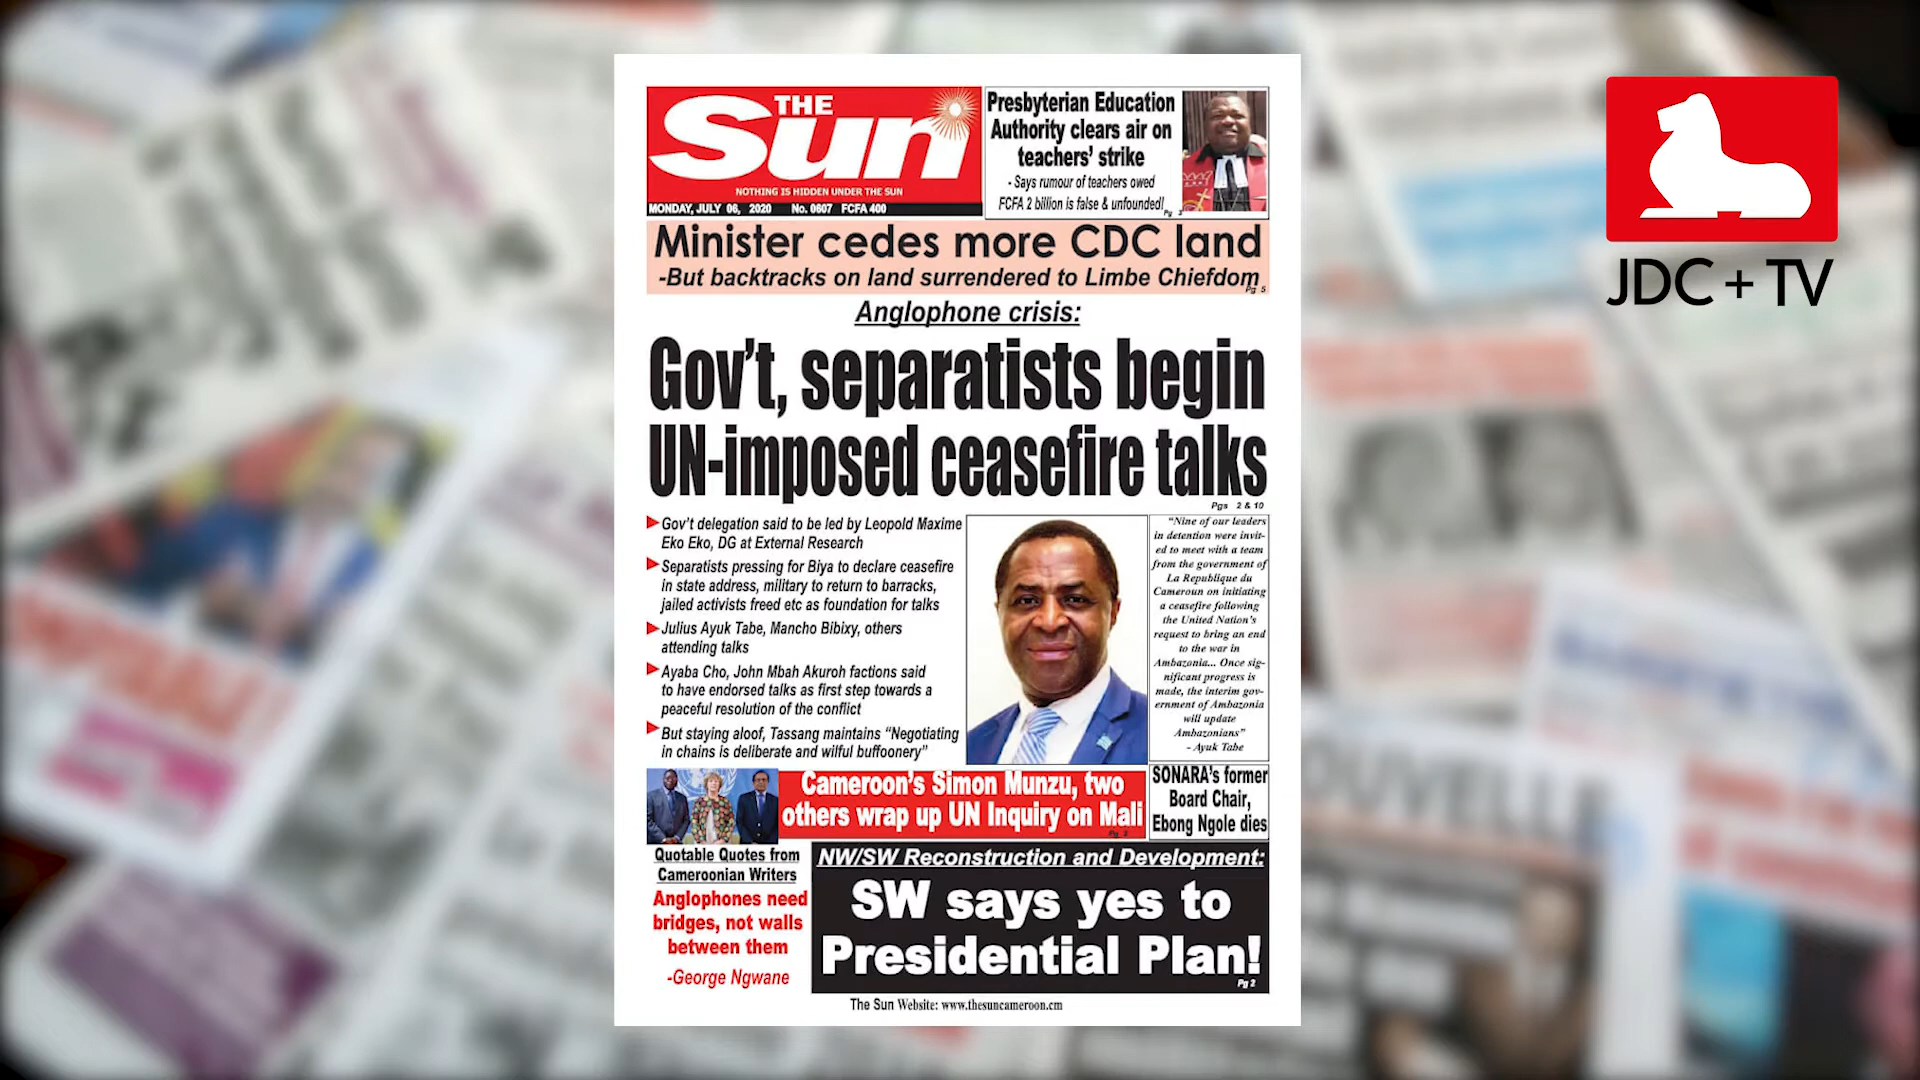 THE
Sun
NOTHING IS HIDDEN UNDER THE SUN
MONDAY, JULY 06, 2020 No. 0607 FCFA 400
Presbyterian Education
Authority clears air on
teachers' strike
- Says rumour of teachers owed
FCFA 2 billion is false & unfounded!
Pg 3
Minister cedes more CDC land
-But backtracks on land surrendered to Limbe Chiefdom
Pg 5
Anglophone crisis:
Gov't, separatists begin
UN-imposed ceasefire talks
Pgs 2 & 10
Gov't delegation said to be led by Leopold Maxime
Eko Eko, DG at External Research
Separatists pressing for Biya to declare ceasefire
in state address, military to return to barracks,
jailed activists freed etc as foundation for talks
Julius Ayuk Tabe, Mancho Bibixy, others
attending talks
Ayaba Cho, John Mbah Akuroh factions said
to have endorsed talks as first step towards a
peaceful resolution of the conflict
But staying aloof, Tassang maintains "Negotiating
in chains is deliberate and wilful buffoonery"
"Nine of our leaders
in detention were invit-
ed to meet with a team
from the government of
La Republique du
Cameroun on initiating
a ceasefire following
the United Nation's
request to bring an end
to the war in
Ambazonia... Once sig-
nificant progress is
made, the interim gov-
ernment of Ambazonia
will update
Ambazonians"
- Ayuk Tabe
Cameroon's Simon Munzu, two
others wrap up UN Inquiry on Mali
Pg 3
SONARA's former
Board Chair,
Ebong Ngole dies
Quotable Quotes from
Cameroonian Writers
Anglophones need
bridges, not walls
between them
-George Ngwane
NW/SW Reconstruction and Development:
SW says yes to
Presidential Plan!
Pg 2
The Sun Website: www.thesuncameroon.cm
JDC + TV